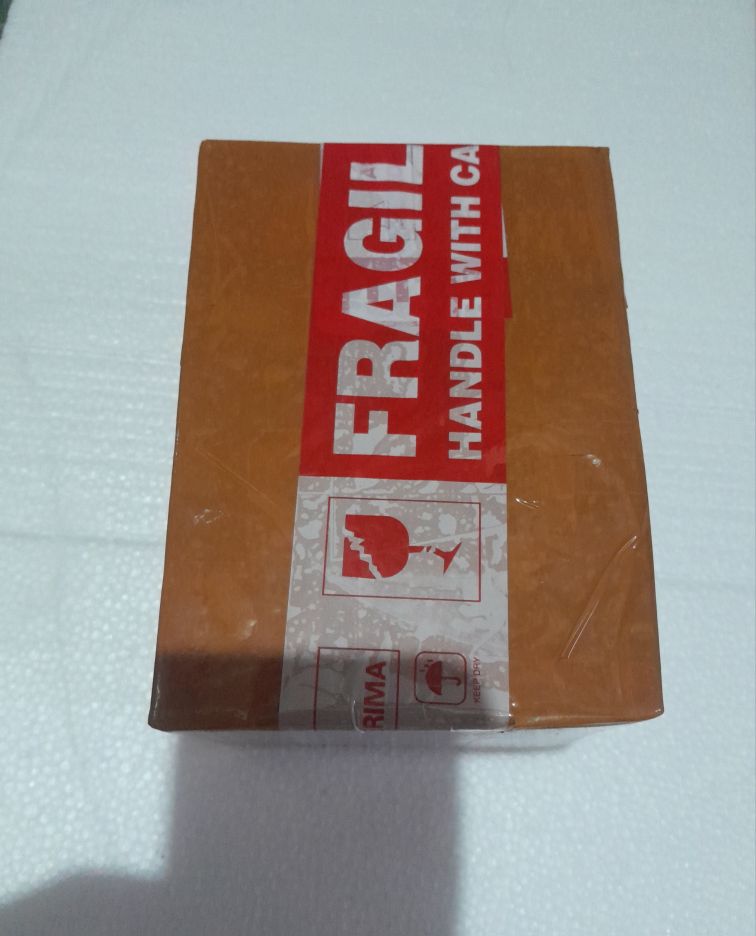 FRAGIL
HANDLE WITH CA
RIMA
KEEP DRY